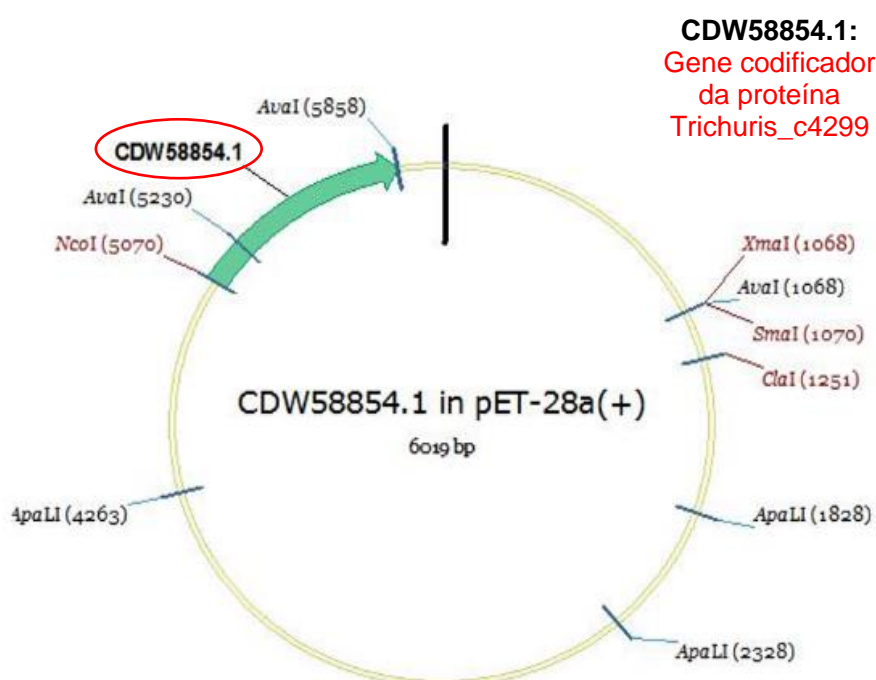 CDW58854.1:
Gene codificador
da proteína
Trichuris_c4299
AvaI (5858)
CDW58854.1
AvaI (5230)
NcoI (5070)
XmaI (1068)
AvaI (1068)
SmaI (1070)
ClaI (1251)
CDW58854.1 in pET-28a(+)
6019 bp
ApaLI (4263)
ApaLI (1828)
ApaLI (2328)